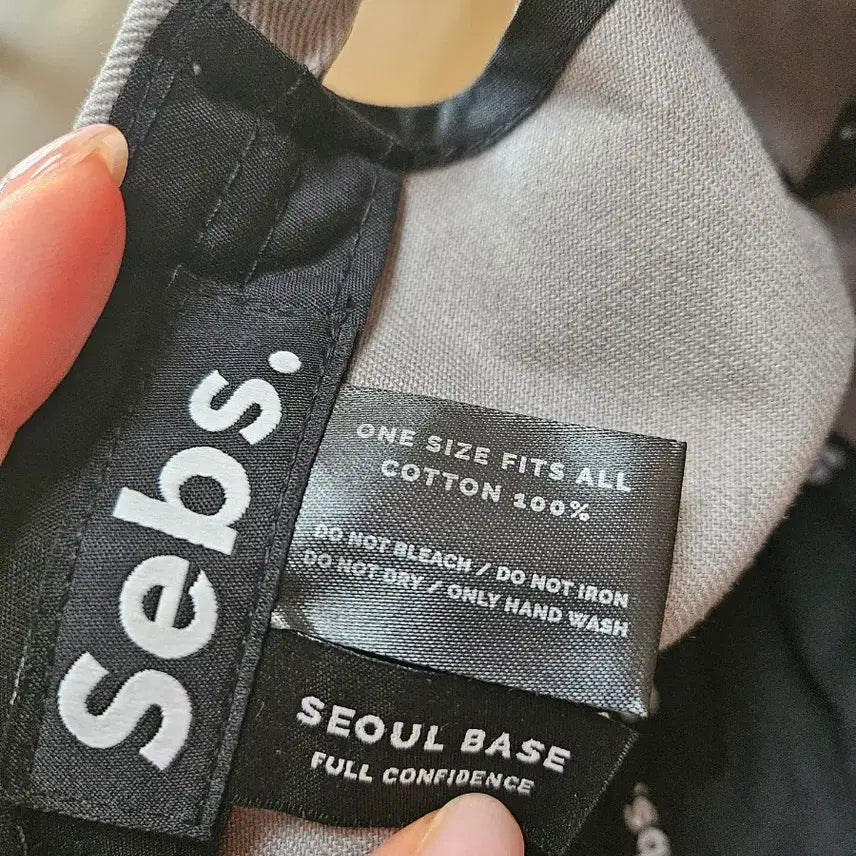 Sebs.
ONE SIZE FITS ALL
COTTON 100%
DO NOT BLEACH / DO NOT IRON
DO NOT DRY / ONLY HAND WASH
SEOUL BASE
FULL CONFIDENCE